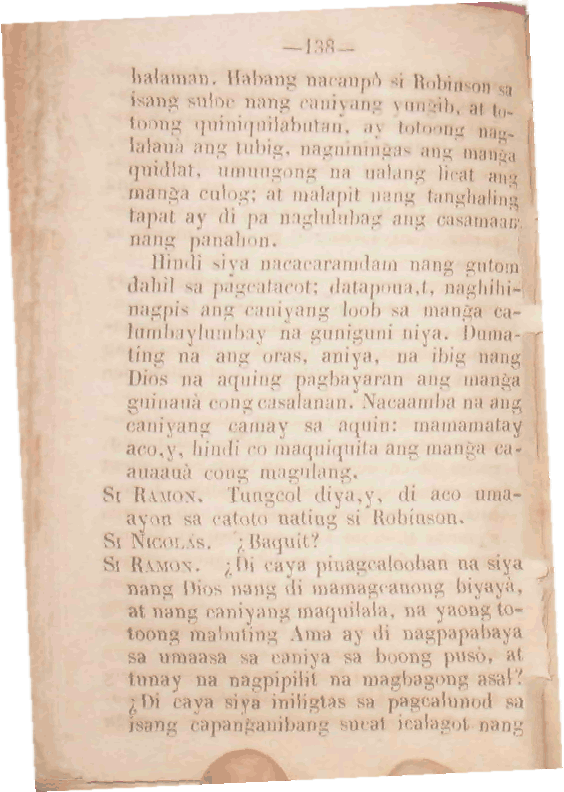 —138—
halaman. Habang nacaupò si Robinson sa
isang suloc nang caniyang yungib, at to-
toong quiniquilabutan, ay totoong nag-
lalauà ang tubig, nagniningas ang manga
quidlat, umuugong na ualang licat ang
manga culog; at malapit nang tanghaling
tapat ay di pa naglulubag ang casamaan
nang panahon.
Hindi siya nacacaramdam nang gutom
dahil sa pagcatacot; datapoua,t, naghihi-
nagpis ang caniyang loob sa manga ca-
lumbaylumbay na guniguni niya. Duma-
ting na ang oras, aniya, na ibig nang
Dios na aquing pagbayaran ang manga
guinauà cong casalanan. Nacaamba na ang
caniyang camay sa aquin: mamamatay
aco,y, hindi co maquiquita ang manga ca-
auaauà cong magulang.
SI RAMON. Tungcol diya,y, di aco uma-
ayon sa catoto nating si Robinson.
SI NICOLÁS. ¿Baquit?
SI RAMON. ¿Di caya pinagcalooban na siya
nang Dios nang di mamagcanong biyayà,
at nang caniyang maquilala, na yaong to-
toong mabuting Ama ay di nagpapabaya
sa umaasa sa caniya sa boong pusò, at
tunay na nagpipilit na magbagong asal?
¿Di caya siya iniligtas sa pagcalunod sa
isang capanganibang sucat icalagot nang